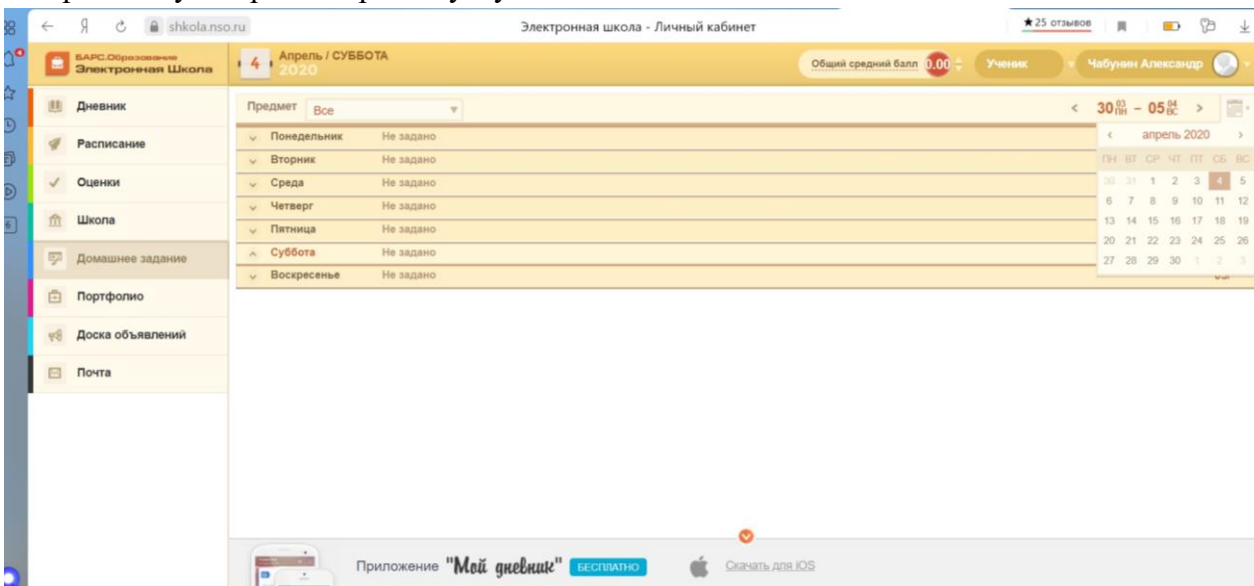 shkola.nso.ru
Электронная школа - Личный кабинет
★25 отзывов
БАРС.Образование
Электронная Школа
4
Апрель / СУББОТА
2020
Общий средний балл 0.00
Ученик
Чабунин Александр
Дневник
Расписание
Оценки
Школа
Домашнее задание
Портфолио
Доска объявлений
Почта
Предмет Все
30 03 ПН – 05 04 ВС
Понедельник Не задано
Вторник Не задано
Среда Не задано
Четверг Не задано
Пятница Не задано
Суббота Не задано
Воскресенье Не задано
апрель 2020
ПН ВТ СР ЧТ ПТ СБ ВС
30 31 1 2 3 4 5
6 7 8 9 10 11 12
13 14 15 16 17 18 19
20 21 22 23 24 25 26
27 28 29 30 1 2 3
Приложение "Мой дневник" БЕСПЛАТНО
Скачать для iOS